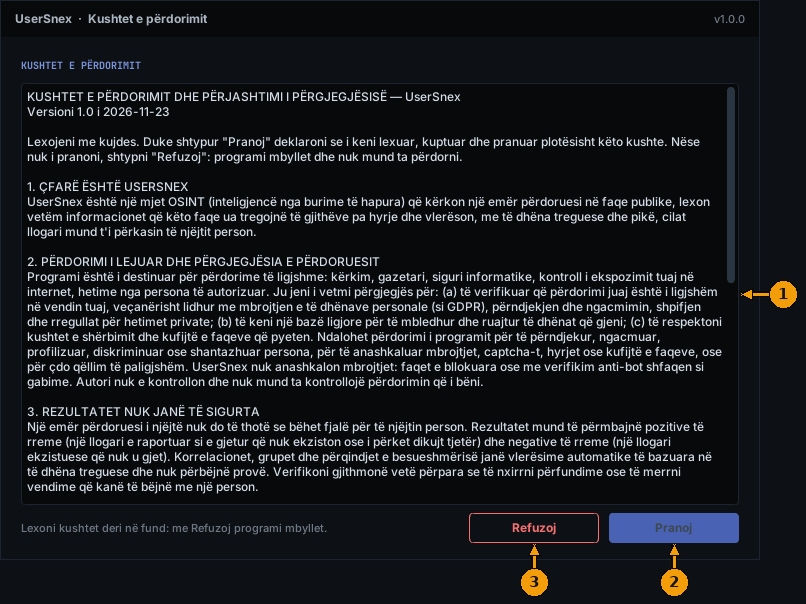 UserSnex · Kushtet e përdorimit
v1.0.0
KUSHTET E PËRDORIMIT
KUSHTET E PËRDORIMIT DHE PËRJASHTIMI I PËRGJEGJËSISË — UserSnex
Versioni 1.0 i 2026-11-23
Lexojeni me kujdes. Duke shtypur "Pranoj" deklaroni se i keni lexuar, kuptuar dhe pranuar plotësisht këto kushte. Nëse
nuk i pranoni, shtypni "Refuzoj": programi mbyllet dhe nuk mund ta përdorni.
1. ÇFARË ËSHTË USERSNEX
UserSnex është një mjet OSINT (inteligjencë nga burime të hapura) që kërkon një emër përdoruesi në faqe publike, lexon
vetëm informacionet që këto faqe ua tregojnë të gjithëve pa hyrje dhe vlerëson, me të dhëna treguese dhe pikë, cilat
llogari mund t'i përkasin të njëjtit person.
2. PËRDORIMI I LEJUAR DHE PËRGJEGJËSIA E PËRDORUESIT
Programi është i destinuar për përdorime të ligjshme: kërkim, gazetari, siguri informatike, kontroll i ekspozimit tuaj në
internet, hetime nga persona të autorizuar. Ju jeni i vetmi përgjegjës për: (a) të verifikuar që përdorimi juaj është i ligjshëm
në vendin tuaj, veçanërisht lidhur me mbrojtjen e të dhënave personale (si GDPR), përndjekjen dhe ngacmimin, shpifjen
dhe rregullat për hetimet private; (b) të keni një bazë ligjore për të mbledhur dhe ruajtur të dhënat që gjeni; (c) të respektoni
kushtet e shërbimit dhe kufijtë e faqeve që pyeten. Ndalohet përdorimi i programit për të përndjekur, ngacmuar,
profilizuar, diskriminuar ose shantazhuar persona, për të anashkaluar mbrojtjet, captcha-t, hyrjet ose kufijtë e faqeve, ose
për çdo qëllim të paligjshëm. UserSnex nuk anashkalon mbrojtjet: faqet e bllokuara ose me verifikim anti-bot shfaqen si
gabime. Autori nuk e kontrollon dhe nuk mund ta kontrollojë përdorimin që i bëni.
3. REZULTATET NUK JANË TË SIGURTA
Një emër përdoruesi i njëjtë nuk do të thotë se bëhet fjalë për të njëjtin person. Rezultatet mund të përmbajnë pozitive të
rreme (një llogari e raportuar si e gjetur që nuk ekziston ose i përket dikujt tjetër) dhe negative të rreme (një llogari
ekzistuese që nuk u gjet). Korrelacionet, grupet dhe përqindjet e besueshmërisë janë vlerësime automatike të bazuara në
të dhëna treguese dhe nuk përbëjnë provë. Verifikoni gjithmonë vetë përpara se të nxirrni përfundime ose të merrni
vendime që kanë të bëjnë me një person.
1
Lexoni kushtet deri në fund: me Refuzoj programi mbyllet.
Refuzoj
Pranoj
3
2